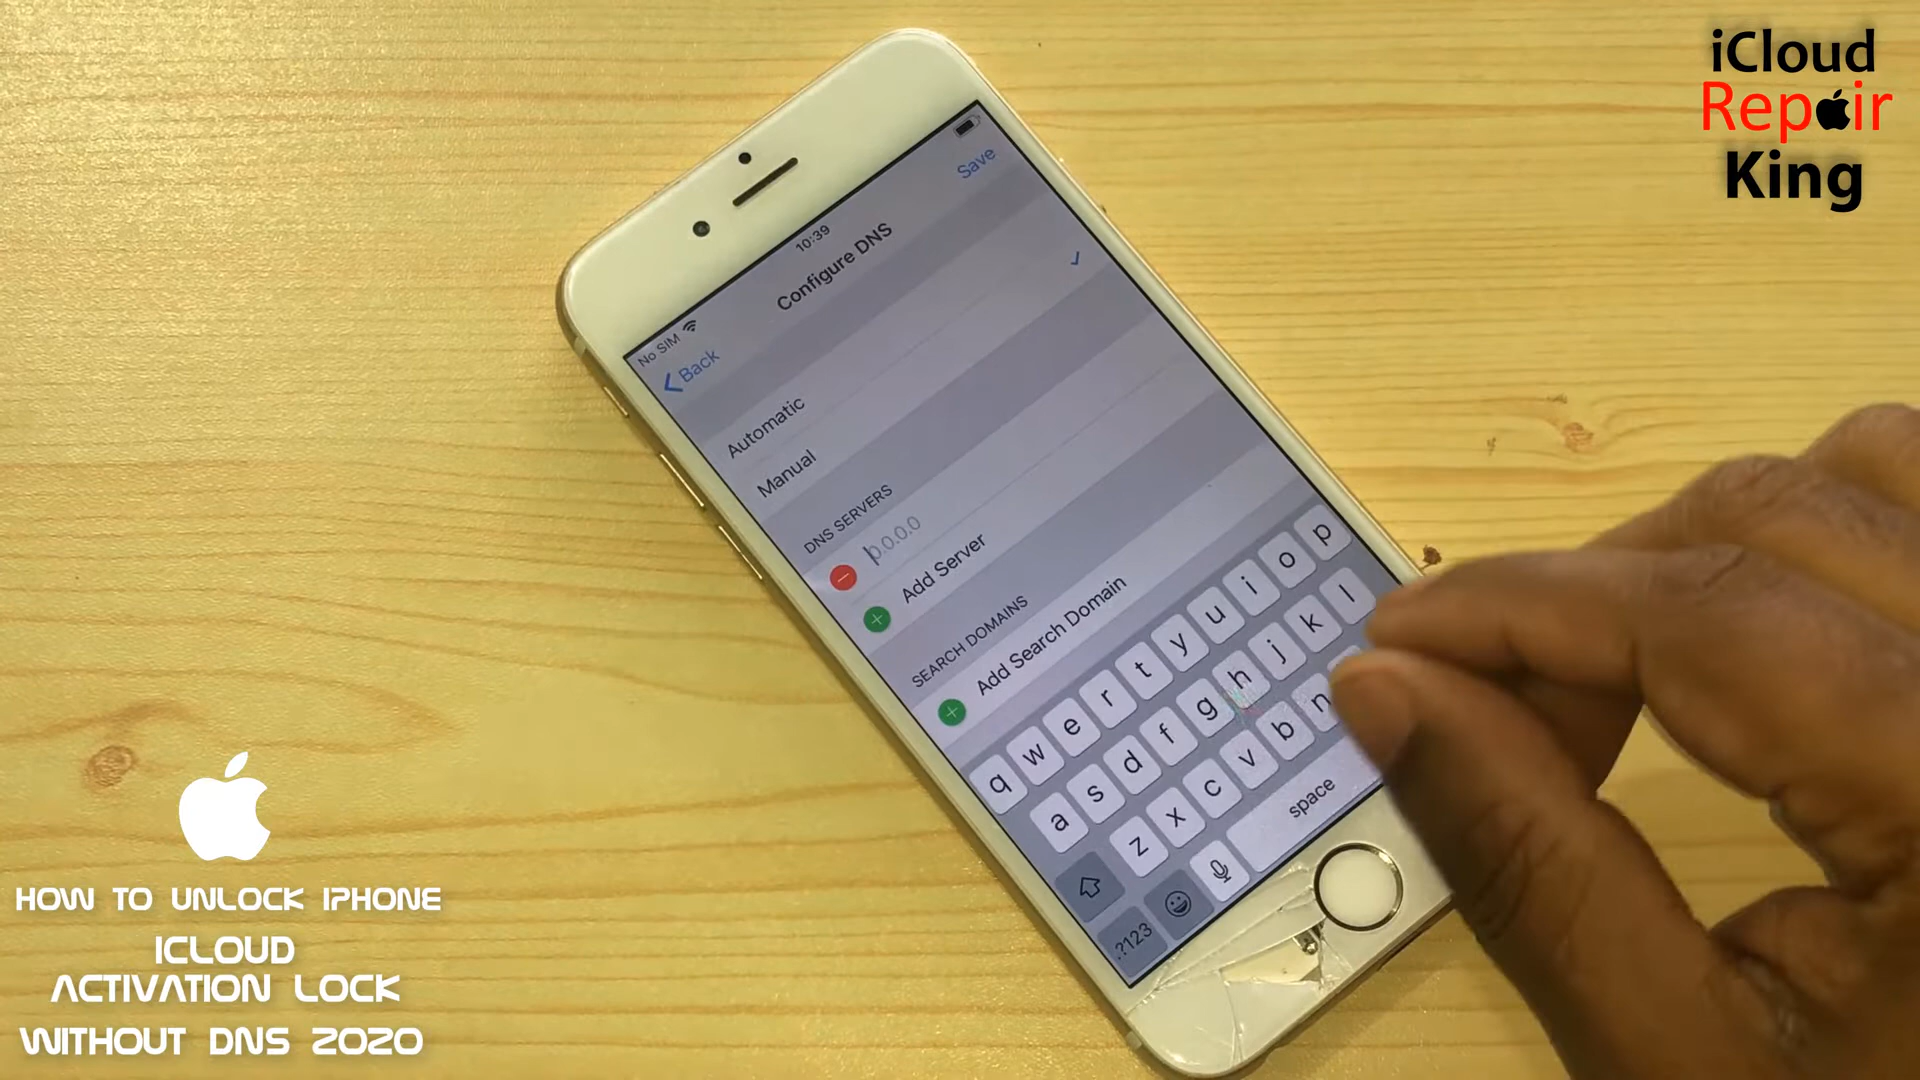 iCloud
Repair
King
No SIM 10:39
Back Configure DNS Save
Automatic
Manual
DNS SERVERS
0.0.0.0
Add Server
SEARCH DOMAINS
Add Search Domain
q w e r t y u i o p
a s d f g h j k l
z x c v b n
.?123 space
HOW TO UNLOCK IPHONE
ICLOUD
ACTIVATION LOCK
WITHOUT DNS 2020